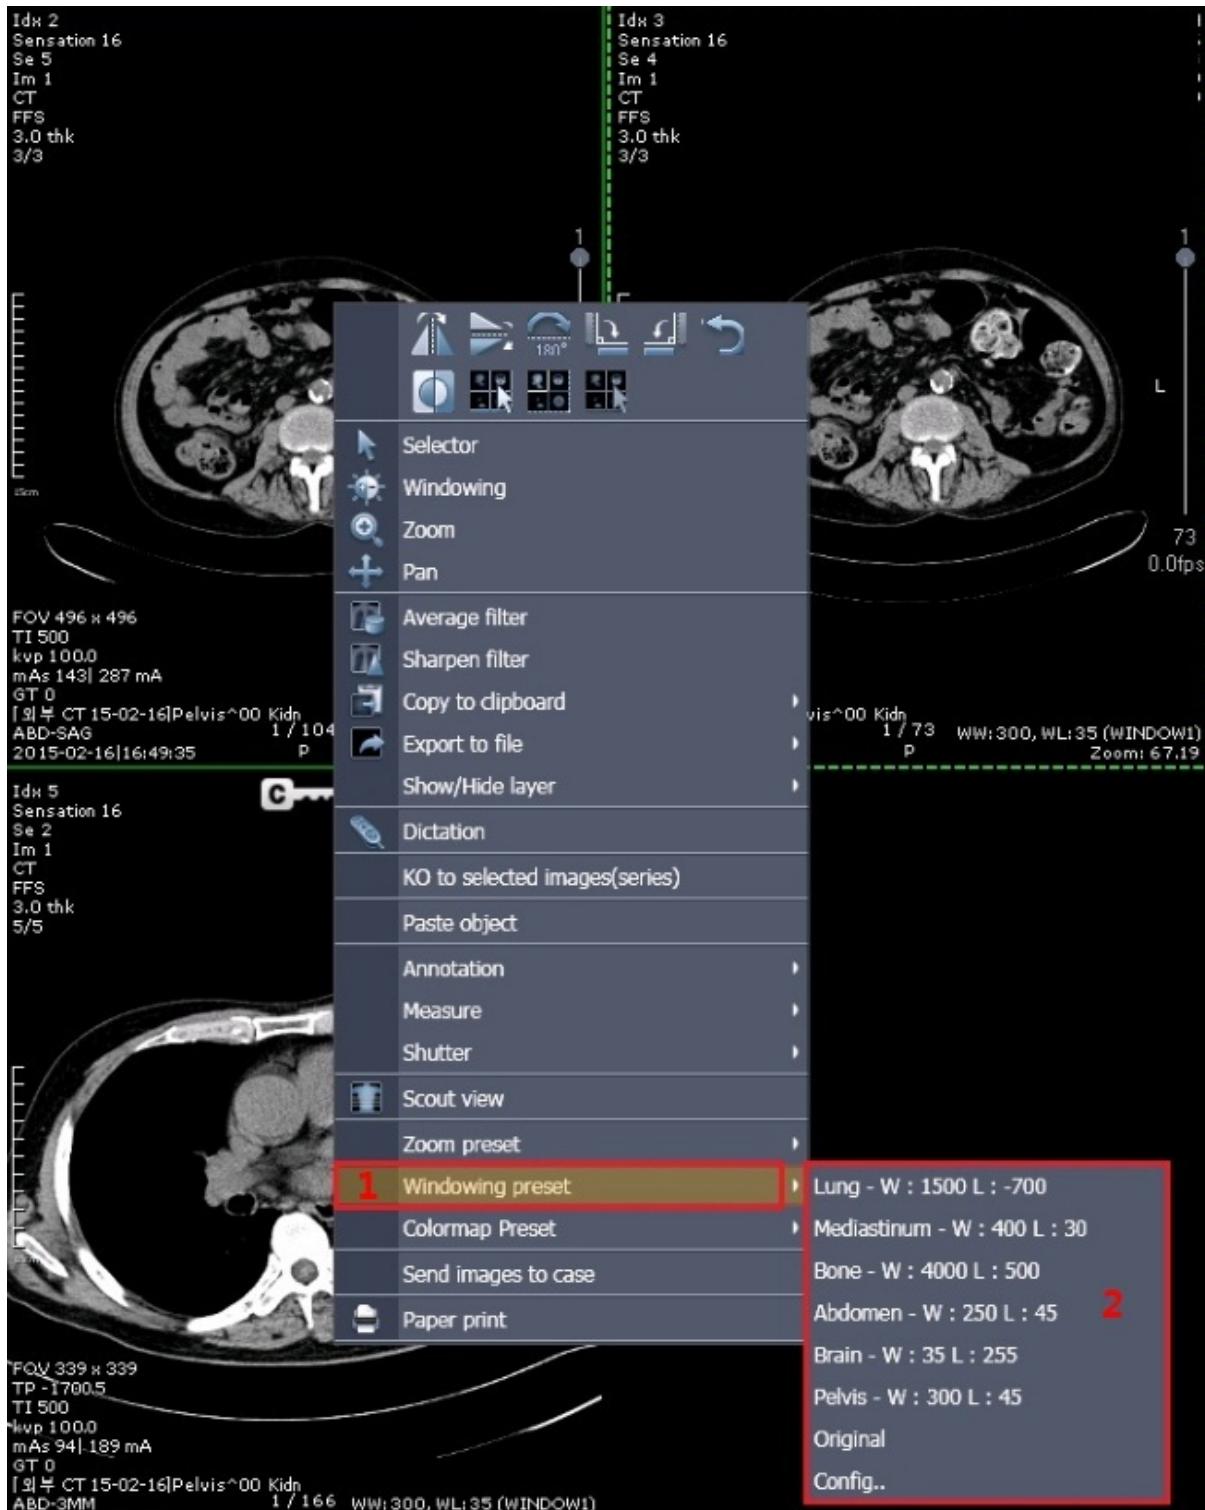 Idx 2
Sensation 16
Se 5
Im 1
CT
FFS
3.0 thk
3/3
1
15cm
FOV 496 x 496
TI 500
kvp 100.0
mAs 143| 287 mA
GT 0
[외부 CT 15-02-16]Pelvis^00 Kidn
ABD-SAG
1 / 104
2015-02-16|16:49:35
P
Idx 3
Sensation 16
Se 4
Im 1
CT
FFS
3.0 thk
3/3
1
L
73
0.0fps
vis^00 Kidn
1 / 73
WW:300, WL:35 (WINDOW1)
P
Zoom: 67.19
180°
Selector
Windowing
Zoom
Pan
Average filter
Sharpen filter
Copy to clipboard
Export to file
Show/Hide layer
Dictation
KO to selected images(series)
Paste object
Annotation
Measure
Shutter
Scout view
Zoom preset
1 Windowing preset
Colormap Preset
Send images to case
Paper print
Lung - W : 1500 L : -700
Mediastinum - W : 400 L : 30
Bone - W : 4000 L : 500
Abdomen - W : 250 L : 45
2
Brain - W : 35 L : 255
Pelvis - W : 300 L : 45
Original
Config..
Idx 5
C
Sensation 16
Se 2
Im 1
CT
FFS
3.0 thk
5/5
FOV 339 x 339
TP -1700.5
TI 500
kvp 100.0
mAs 94| 189 mA
GT 0
[외부 CT 15-02-16]Pelvis^00 Kidn
ABD-3MM
1 / 166
WW:300, WL:35 (WINDOW1)